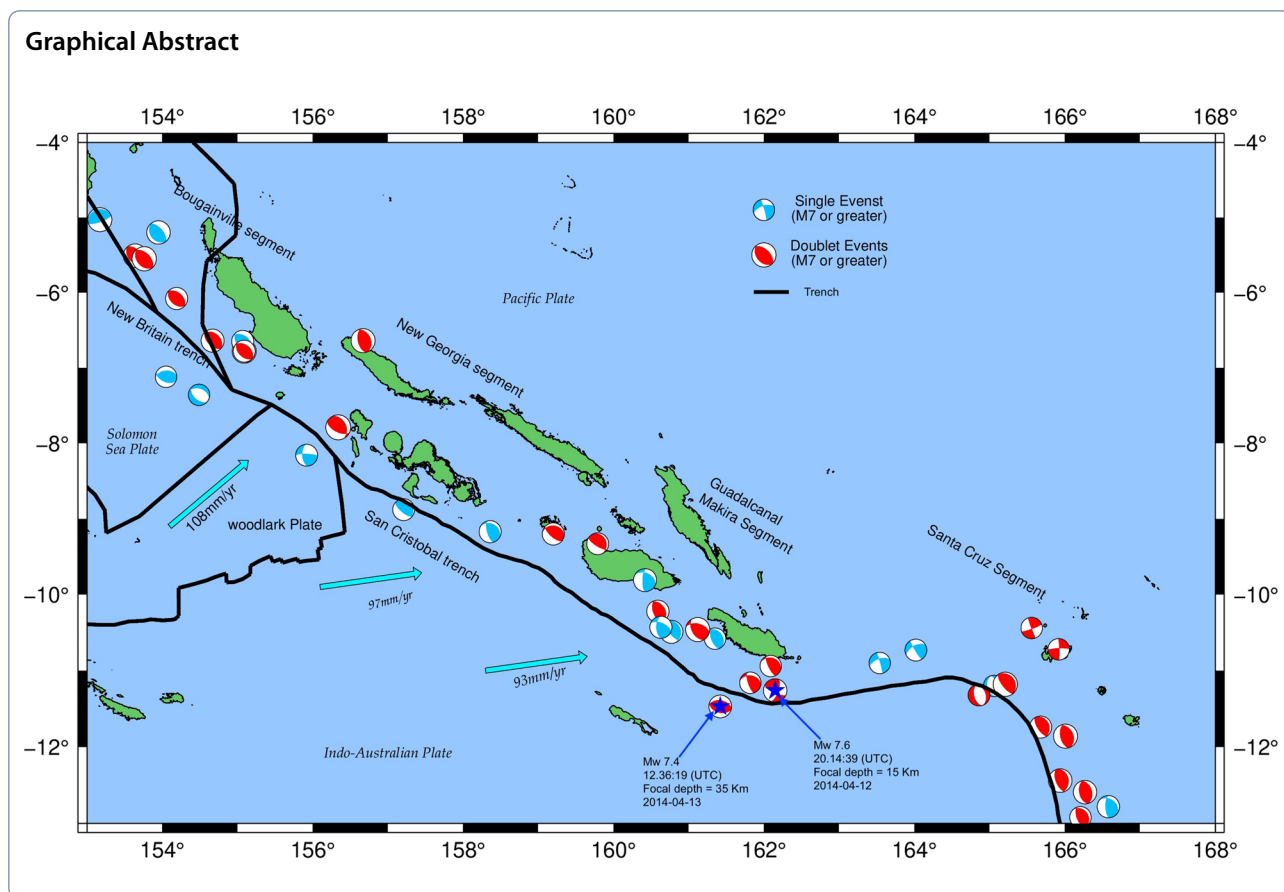 Graphical Abstract
154° 156° 158° 160° 162° 164° 166° 168°
−4° −4°
Bougainville segment
Single Evenst
(M7 or greater)
Doublet Events
(M7 or greater)
Trench
−6° −6°
Pacific Plate
New Britain trench
New Georgia segment
Solomon
Sea Plate
−8° −8°
108mm/yr
woodlark Plate
San Cristobal trench
Guadalcanal
Makira Segment
Santa Cruz Segment
−10° −10°
97mm/yr
93mm/yr
−12° −12°
Indo-Australian Plate
Mw 7.4
12.36:19 (UTC)
Focal depth = 35 Km
2014-04-13
Mw 7.6
20.14:39 (UTC)
Focal depth = 15 Km
2014-04-12
154° 156° 158° 160° 162° 164° 166° 168°